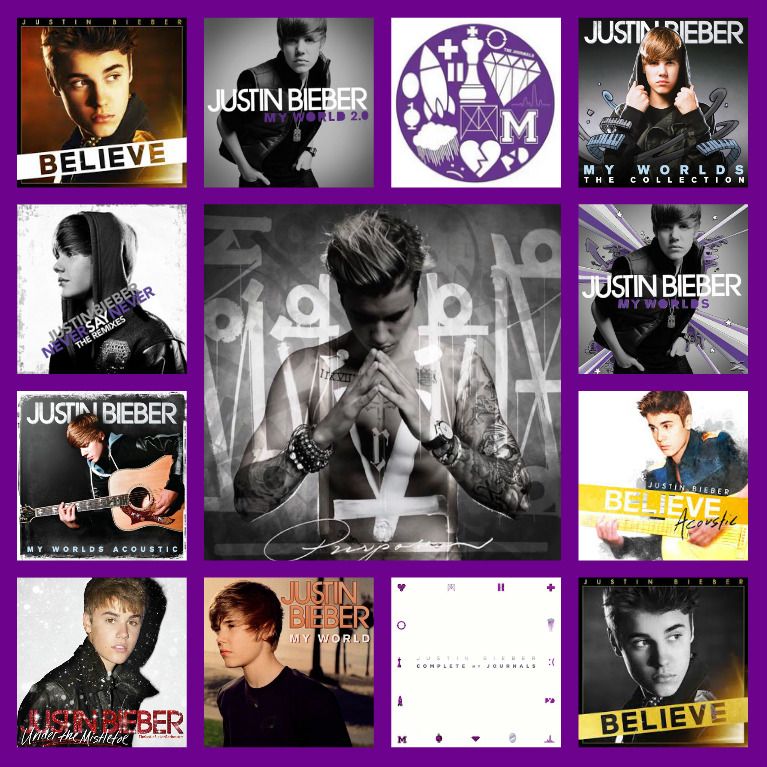 JUSTIN BIEBER
BELIEVE
JUSTIN BIEBER
MY WORLD 2.0
THE JOURNALS
M
JUSTIN BIEBER
MY WORLDS
THE COLLECTION
JUSTIN BIEBER
NEVER SAY NEVER
THE REMIXES
Purpose
JUSTIN BIEBER
MY WORLDS
JUSTIN BIEBER
MY WORLDS ACOUSTIC
JUSTIN BIEBER
BELIEVE
Acoustic
JUSTIN BIEBER
Under the Mistletoe
JUSTIN BIEBER
MY WORLD
JUSTIN BIEBER
COMPLETE MY JOURNALS
M
JUSTIN BIEBER
BELIEVE